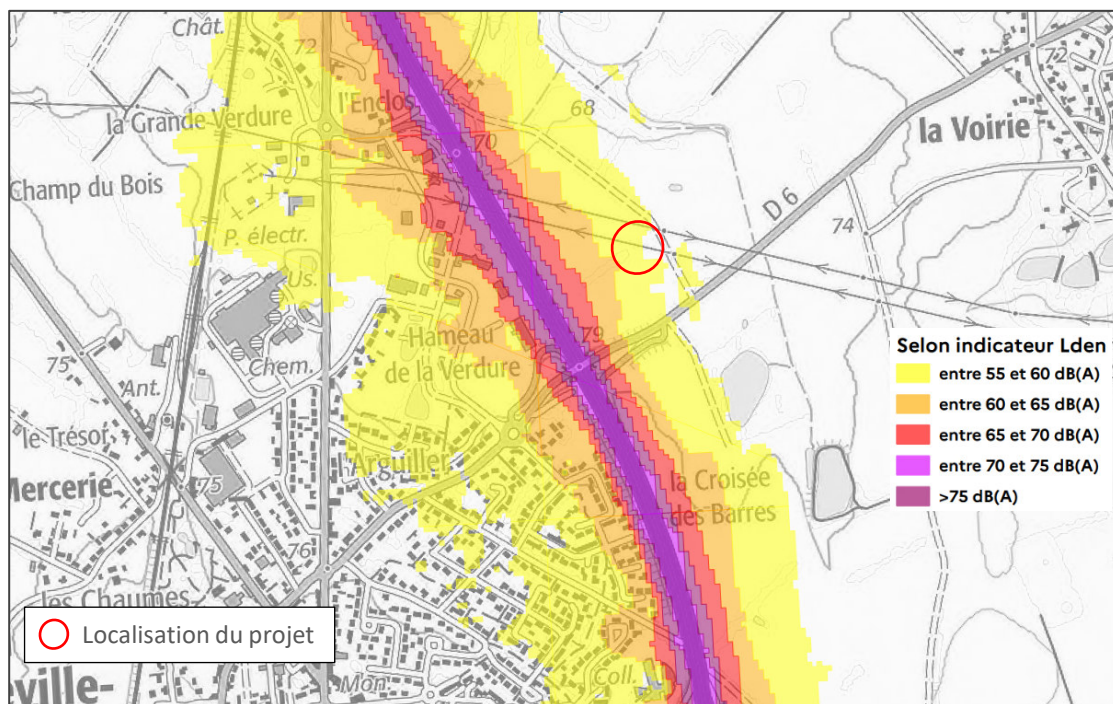 Chât.
72
l'Enclos
68
72
la Grande Verdure
70
la Voirie
Champ du Bois
D 6
74
P. électr.
Us.
79
75
Hameau
de la Verdure
Chem.
Ant.
le Trésor
l'Arguiller
Mercerie
75
la Croisée
des Barres
76
les Chaumes
Mon.
Coll.
eville-
Selon indicateur Lden
entre 55 et 60 dB(A)
entre 60 et 65 dB(A)
entre 65 et 70 dB(A)
entre 70 et 75 dB(A)
>75 dB(A)
Localisation du projet